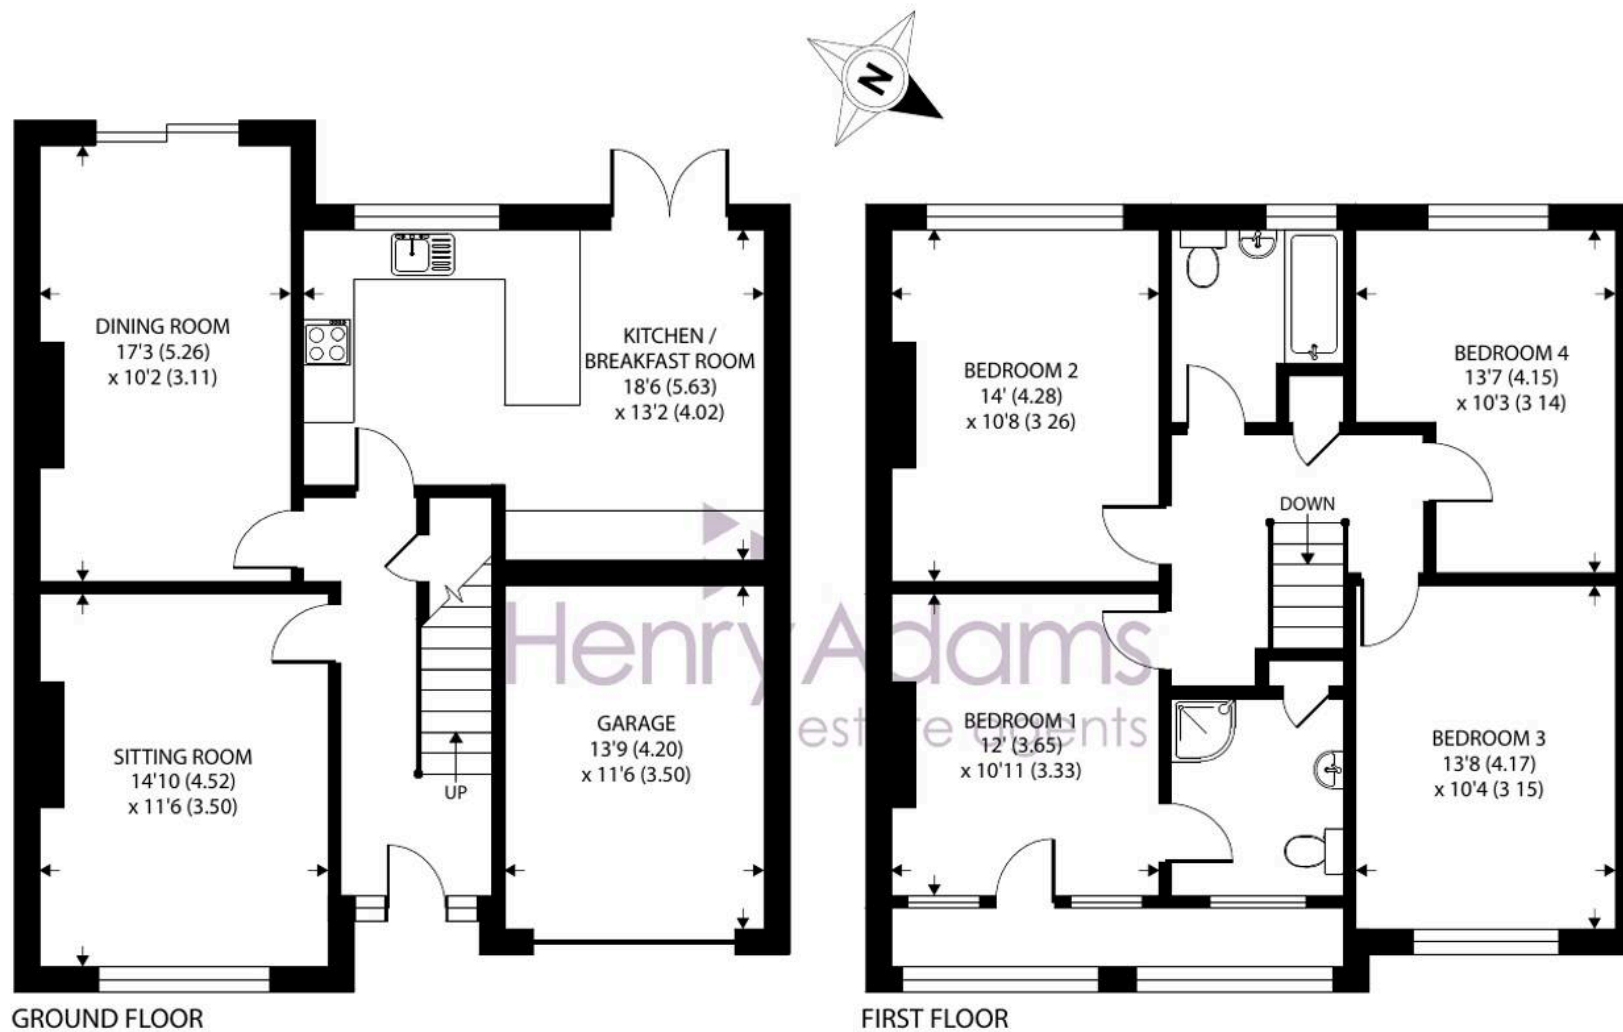 N
DINING ROOM
17'3 (5.26)
x 10'2 (3.11)
KITCHEN /
BREAKFAST ROOM
18'6 (5.63)
x 13'2 (4.02)
BEDROOM 2
14' (4.28)
x 10'8 (3 26)
BEDROOM 4
13'7 (4.15)
x 10'3 (3 14)
DOWN
Henry Adams
estate agents
SITTING ROOM
14'10 (4.52)
x 11'6 (3.50)
UP
GARAGE
13'9 (4.20)
x 11'6 (3.50)
BEDROOM 1
12' (3.65)
x 10'11 (3.33)
BEDROOM 3
13'8 (4.17)
x 10'4 (3 15)
GROUND FLOOR
FIRST FLOOR